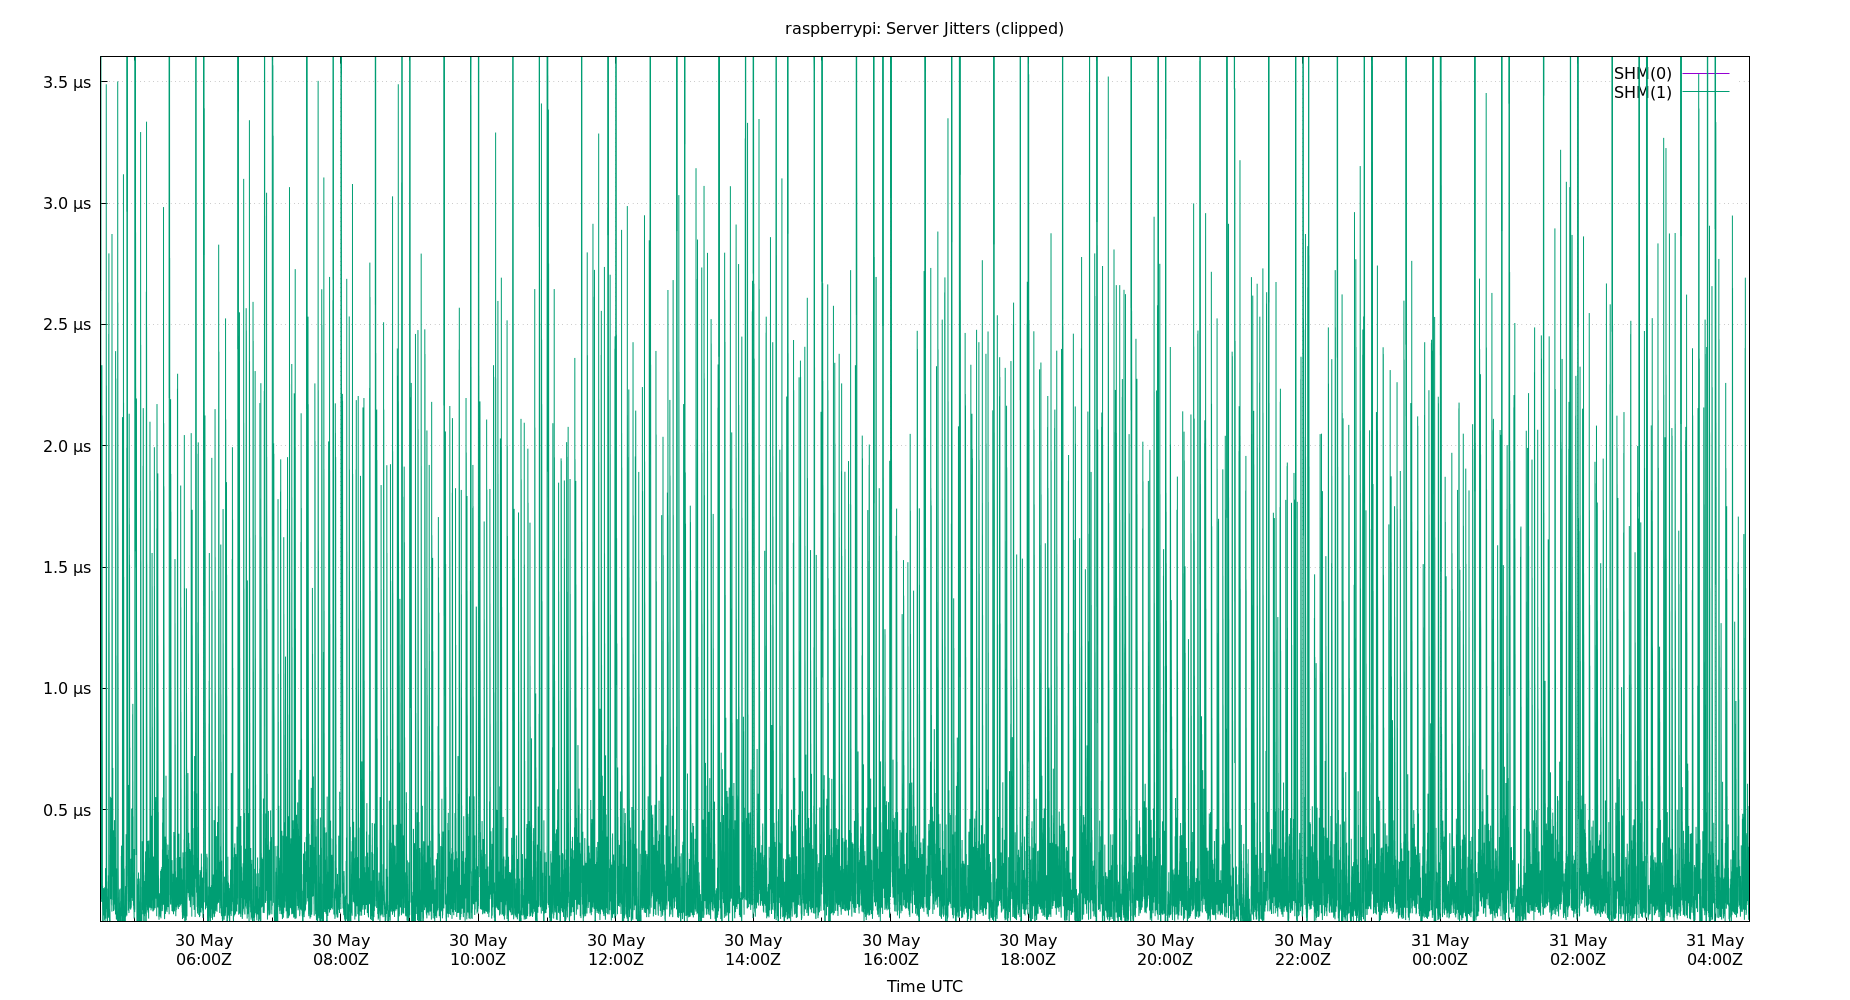 raspberrypi: Server Jitters (clipped)
SHM(0)
SHM(1)
3.5 µs
3.0 µs
2.5 µs
2.0 µs
1.5 µs
1.0 µs
0.5 µs
30 May 30 May 30 May 30 May 30 May 30 May 30 May 30 May 30 May 31 May 31 May 31 May
06:00Z 08:00Z 10:00Z 12:00Z 14:00Z 16:00Z 18:00Z 20:00Z 22:00Z 00:00Z 02:00Z 04:00Z
Time UTC